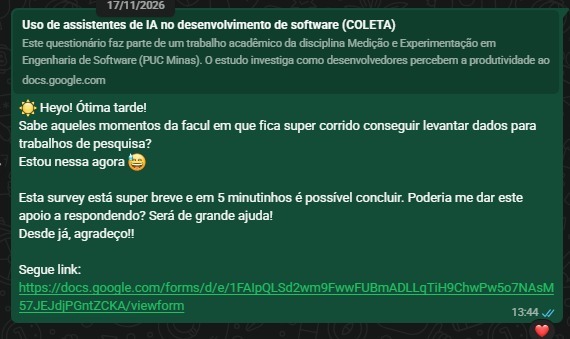 17/11/2026
Uso de assistentes de IA no desenvolvimento de software (COLETA)
Este questionário faz parte de um trabalho acadêmico da disciplina Medição e Experimentação em
Engenharia de Software (PUC Minas). O estudo investiga como desenvolvedores percebem a produtividade ao
docs.google.com
☀️ Heyo! Ótima tarde!
Sabe aqueles momentos da facul em que fica super corrido conseguir levantar dados para
trabalhos de pesquisa?
Estou nessa agora 😅
Esta survey está super breve e em 5 minutinhos é possível concluir. Poderia me dar este
apoio a respondendo? Será de grande ajuda!
Desde já, agradeço!!
Segue link:
https://docs.google.com/forms/d/e/1FAIpQLSd2wm9FwwFUBmADLLqTiH9ChwPw5o7NAsM
57JEJdjPGntZCKA/viewform
13:44